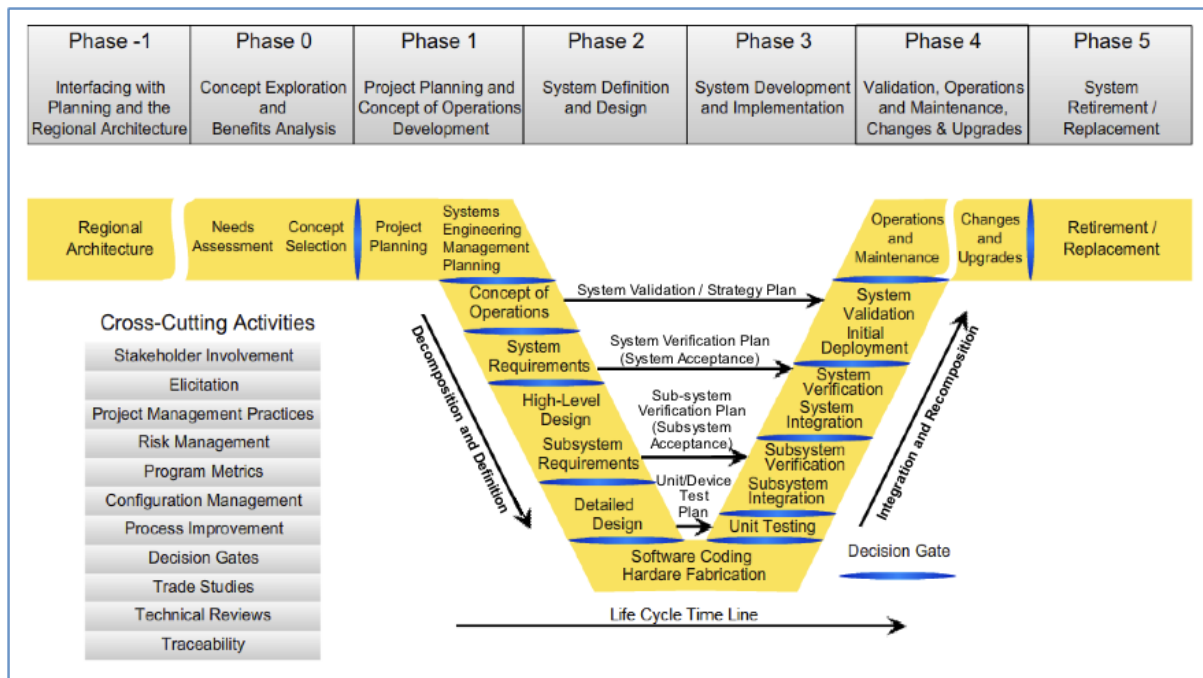 Phase -1
Interfacing with
Planning and the
Regional Architecture
Phase 0
Concept Exploration
and
Benefits Analysis
Phase 1
Project Planning and
Concept of Operations
Development
Phase 2
System Definition
and Design
Phase 3
System Development
and Implementation
Phase 4
Validation, Operations
and Maintenance,
Changes & Upgrades
Phase 5
System
Retirement /
Replacement
Regional
Architecture
Needs
Assessment
Concept
Selection
Project
Planning
Systems
Engineering
Management
Planning
Operations
and
Maintenance
Changes
and
Upgrades
Retirement /
Replacement
Concept of
Operations
System Validation / Strategy Plan
System
Validation
Initial
Deployment
System
Requirements
System Verification Plan
(System Acceptance)
System
Verification
System
Integration
High-Level
Design
Subsystem
Requirements
Sub-system
Verification Plan
(Subsystem
Acceptance)
Subsystem
Verification
Subsystem
Integration
Detailed
Design
Unit/Device
Test
Plan
Unit Testing
Software Coding
Hardare Fabrication
Decomposition and Definition
Integration and Recomposition
Decision Gate
Life Cycle Time Line
Cross-Cutting Activities
Stakeholder Involvement
Elicitation
Project Management Practices
Risk Management
Program Metrics
Configuration Management
Process Improvement
Decision Gates
Trade Studies
Technical Reviews
Traceability